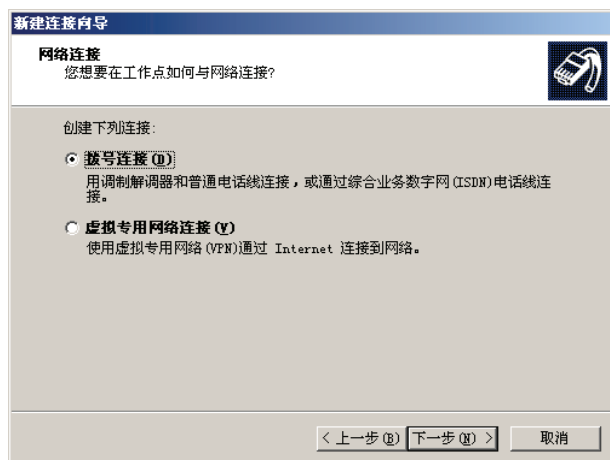 新建连接向导
网络连接
您想要在工作点如何与网络连接?
创建下列连接:
拨号连接(D)
用调制解调器和普通电话线连接，或通过综合业务数字网(ISDN)电话线连
接。
虚拟专用网络连接(V)
使用虚拟专用网络(VPN)通过 Internet 连接到网络。
< 上一步(B) 下一步(N) > 取消